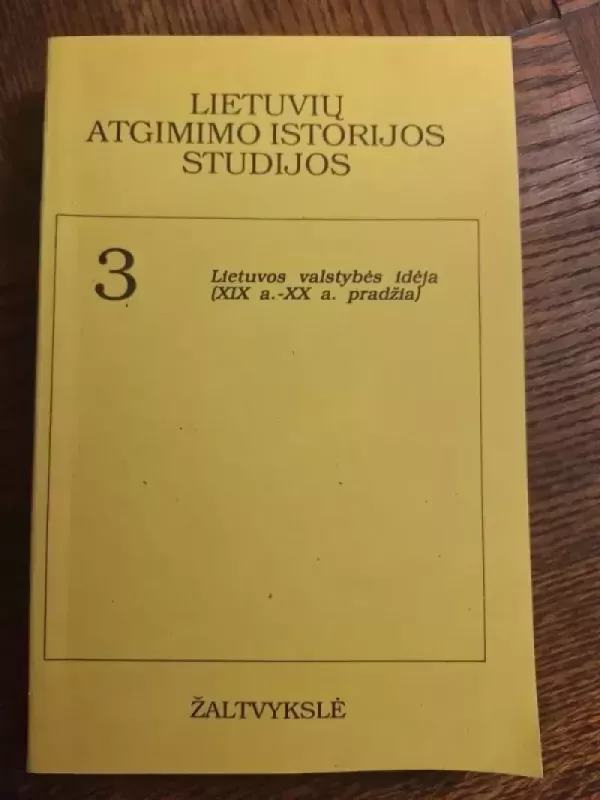 LIETUVIŲ
ATGIMIMO ISTORIJOS
STUDIJOS
3
Lietuvos valstybės idėja
(XIX a.-XX a. pradžia)
ŽALTVYKSLĖ